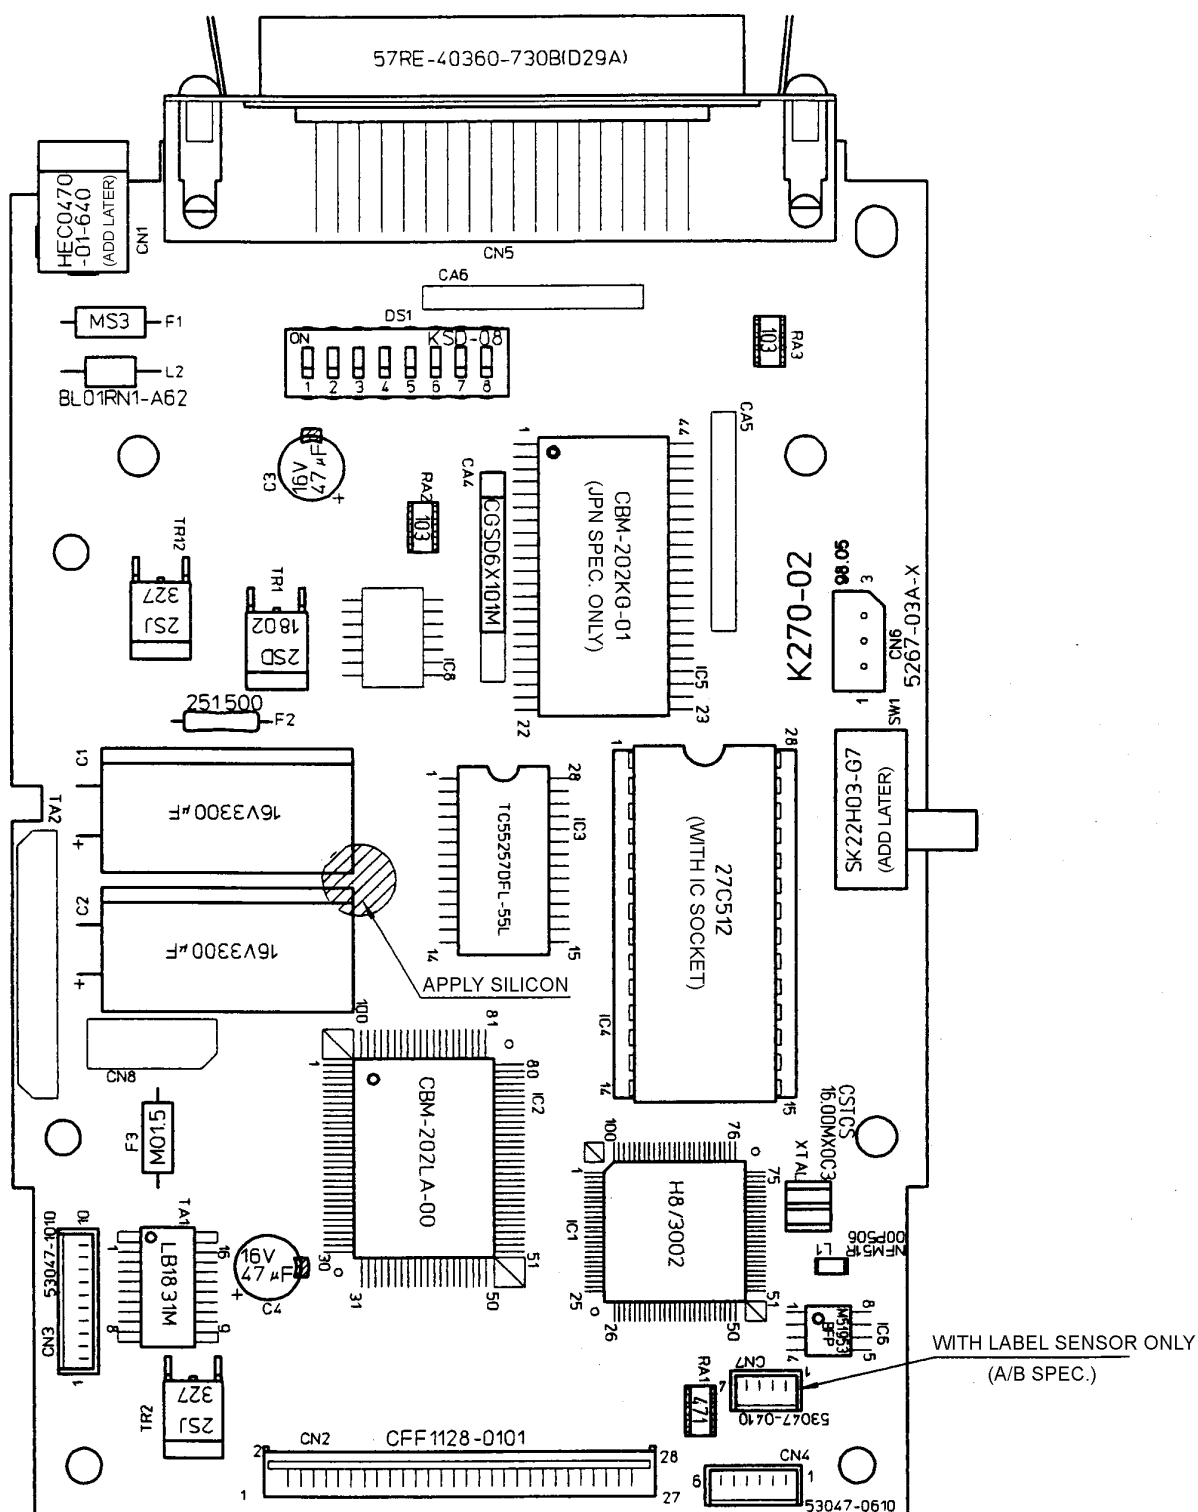 57RE-40360-730B(D29A)
HEC0470
-01-640
(ADD LATER)
CN1
CN5
CA6
MS3
F1
L2
BL01RN1-A62
DS1
ON
KSD-08
1 2 3 4 5 6 7 8
103
RA3
16V
47µF
C3
+
RA2
103
CA4
CGSD6X101M
1
44
CBM-202KG-01
(JPN SPEC. ONLY)
IC5
22
23
CA5
K270-02
98.05
3
1
CN6
5267-03A-X
TR12
327
2SJ
TR1
1802
2SD
IC8
251500
F2
SW1
SK22H03-G7
(ADD LATER)
C1
16V3300µF
+
TA2
C2
16V3300µF
+
APPLY SILICON
1
28
TC55257DFL-55L
IC3
14
15
1
28
27C512
(WITH IC SOCKET)
IC4
14
15
CN8
F3
M01.5
100
81
1
80
CBM-202LA-00
IC2
30
51
31
50
100
76
1
75
H8/3002
IC1
25
51
26
50
CSTCS
16.00MX0C3
XTAL
NFM51R
00P506
L1
1
8
M51953
BFP
IC6
4
5
53047-1010
10
CN3
1
TA1
1
16
LB1831M
8
9
16V
47µF
+
C4
TR2
327
2SJ
WITH LABEL SENSOR ONLY
(A/B SPEC.)
RA1
471
CN7
1
53047-0410
CN2
CFF1128-0101
2
28
1
27
CN4
6
1
53047-0610